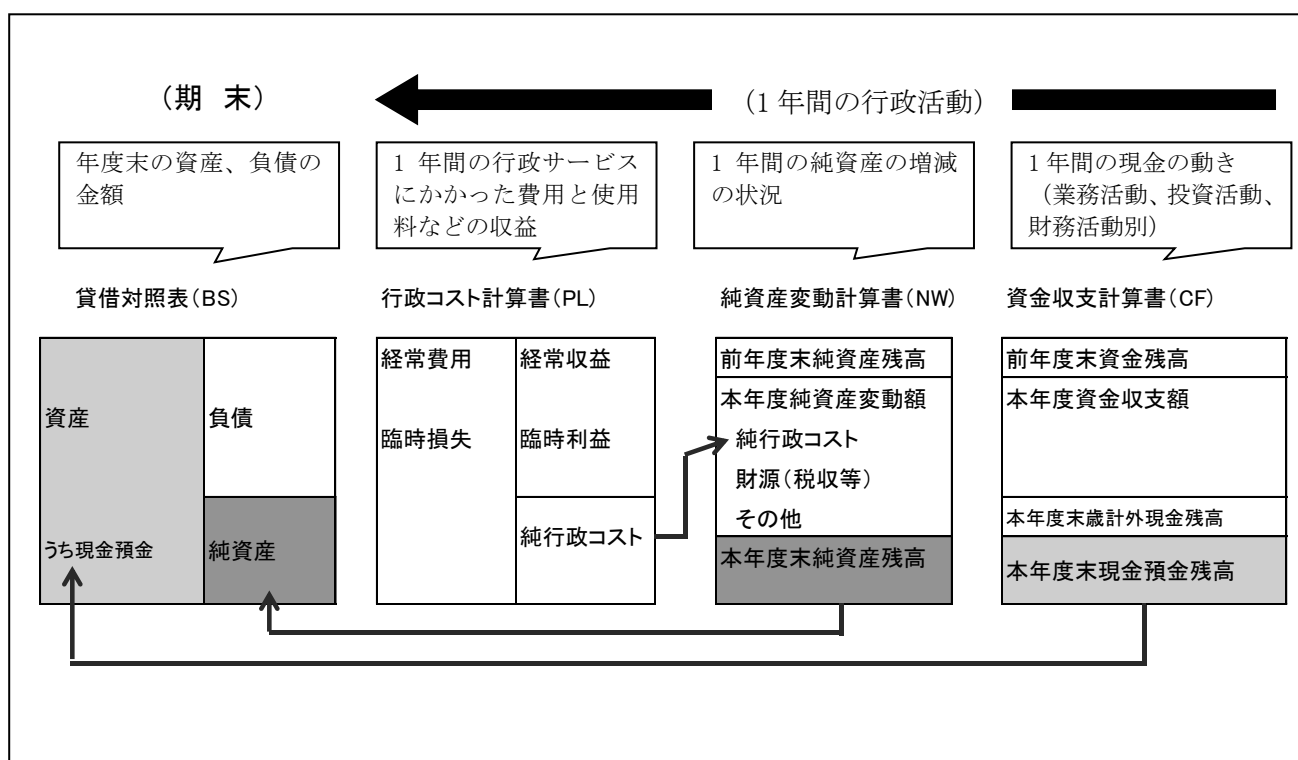 （期　末）
（1年間の行政活動）
年度末の資産、負債の
金額
1 年間の行政サービス
にかかった費用と使用
料などの収益
1 年間の純資産の増減
の状況
1年間の現金の動き
（業務活動、投資活動、
財務活動別）
貸借対照表（BS）
行政コスト計算書（PL）
純資産変動計算書（NW）
資金収支計算書（CF）
資産
うち現金預金
負債
純資産
経常費用
臨時損失
経常収益
臨時利益
純行政コスト
前年度末純資産残高
本年度純資産変動額
純行政コスト
財源（税収等）
その他
本年度末純資産残高
前年度末資金残高
本年度資金収支額
本年度末歳計外現金残高
本年度末現金預金残高